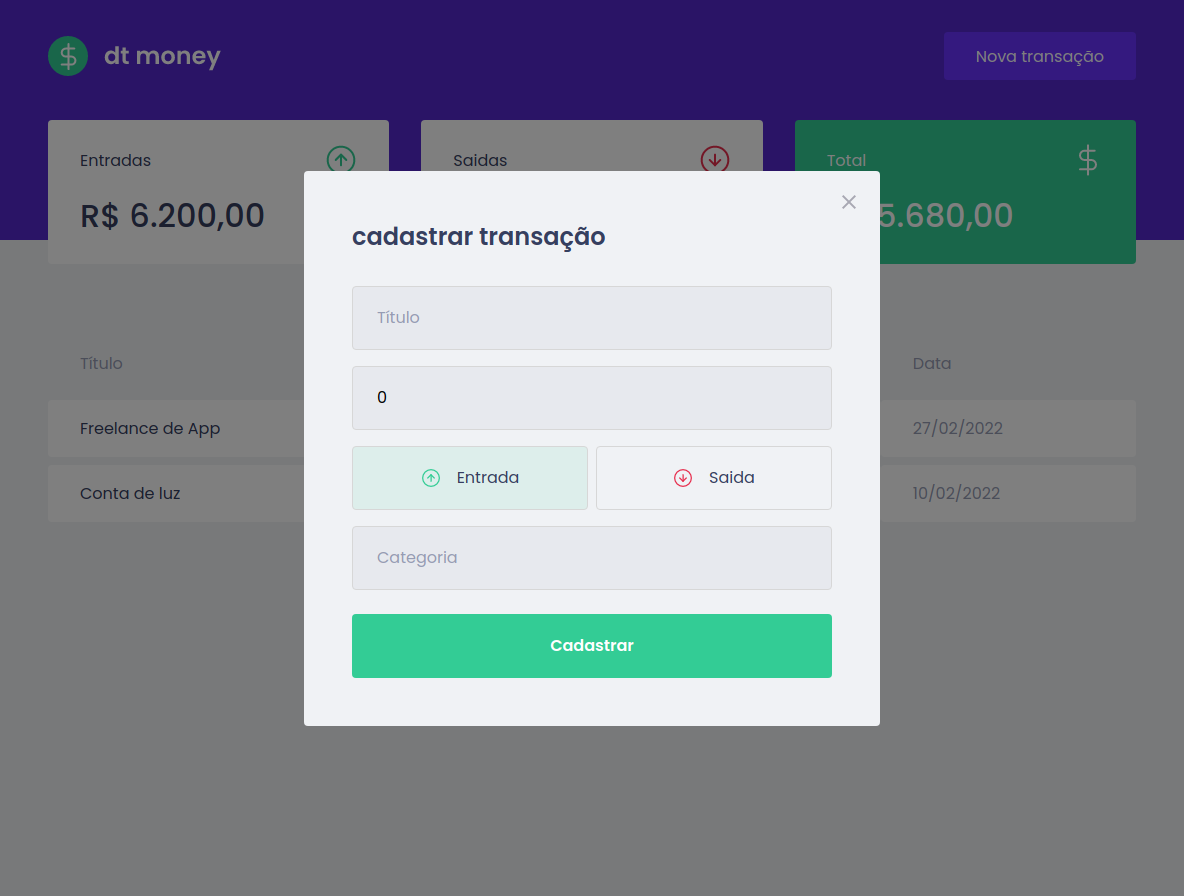 dt money
Nova transação
Entradas
Saidas
Total
R$ 6.200,00
5.680,00
cadastrar transação
Título
0
Entrada
Saida
Categoria
Cadastrar
Título
Data
Freelance de App
27/02/2022
Conta de luz
10/02/2022